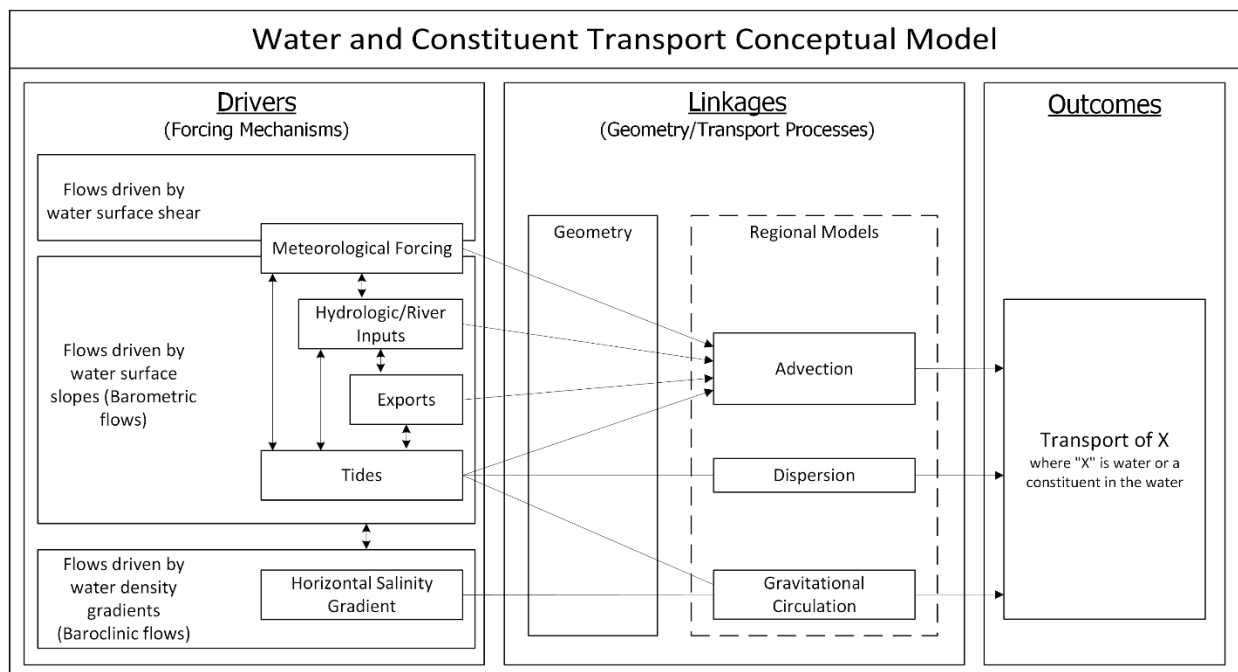 Water and Constituent Transport Conceptual Model
Drivers
(Forcing Mechanisms)
Flows driven by
water surface shear
Meteorological Forcing
Hydrologic/River
Inputs
Flows driven by
water surface
slopes (Barometric
flows)
Exports
Tides
Flows driven by
water density
gradients
(Baroclinic flows)
Horizontal Salinity
Gradient
Linkages
(Geometry/Transport Processes)
Geometry
Regional Models
Advection
Dispersion
Gravitational
Circulation
Outcomes
Transport of X
where "X" is water or a
constituent in the water